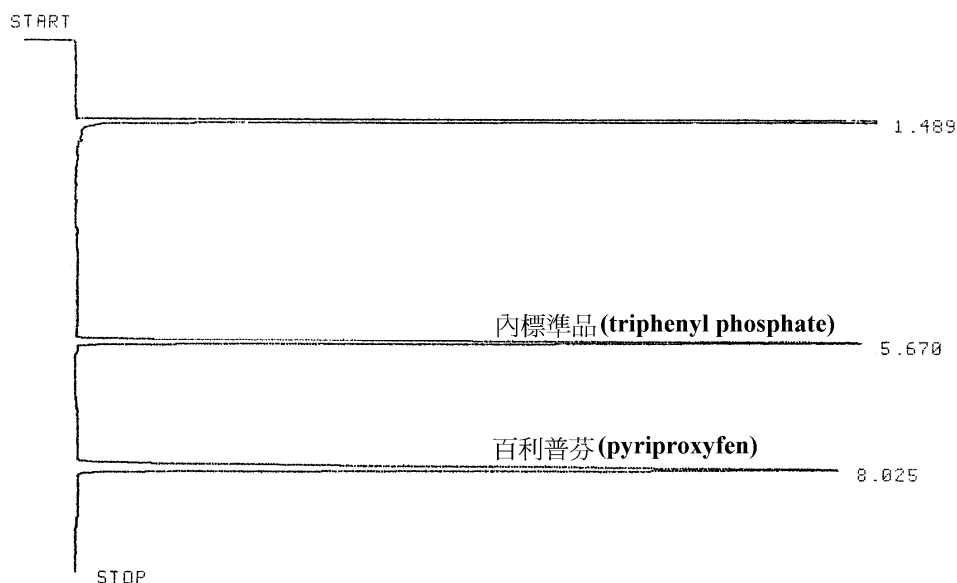 START
1.489
內標準品(triphenyl phosphate)
5.670
百利普芬(pyriproxyfen)
8.025
STOP